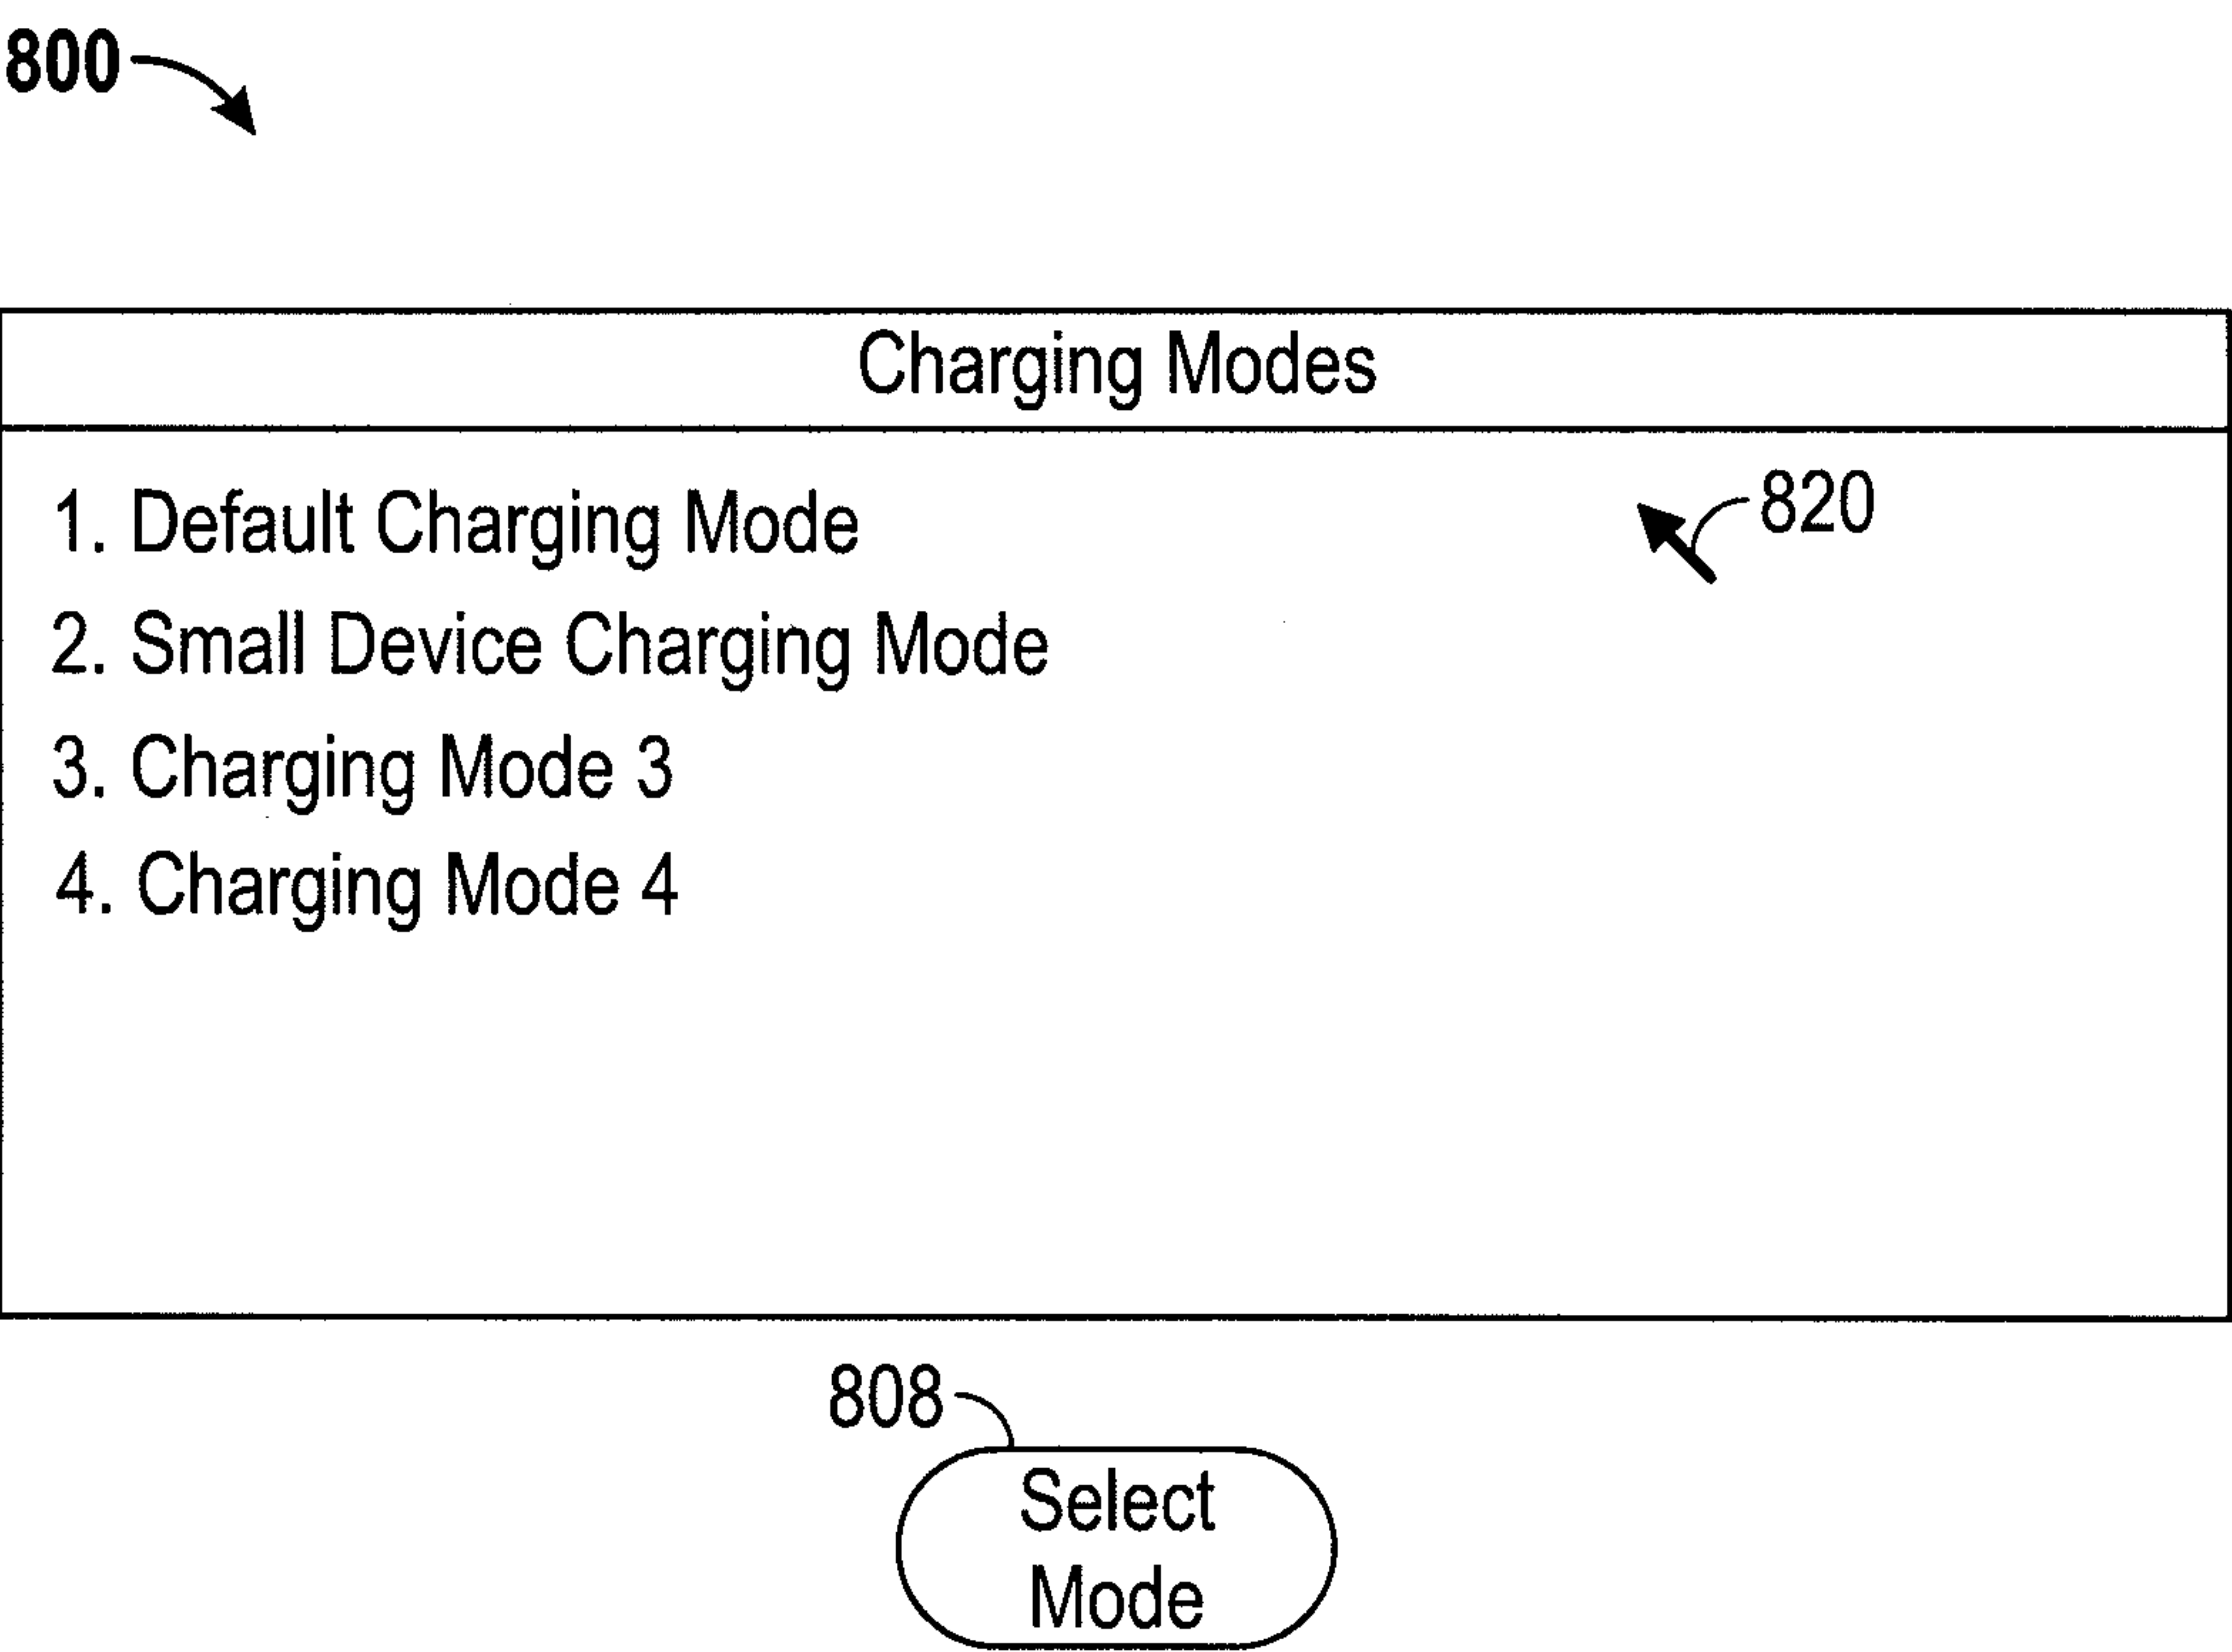 800
Charging Modes
1. Default Charging Mode
820
2. Small Device Charging Mode
3. Charging Mode 3
4. Charging Mode 4
808
Select
Mode